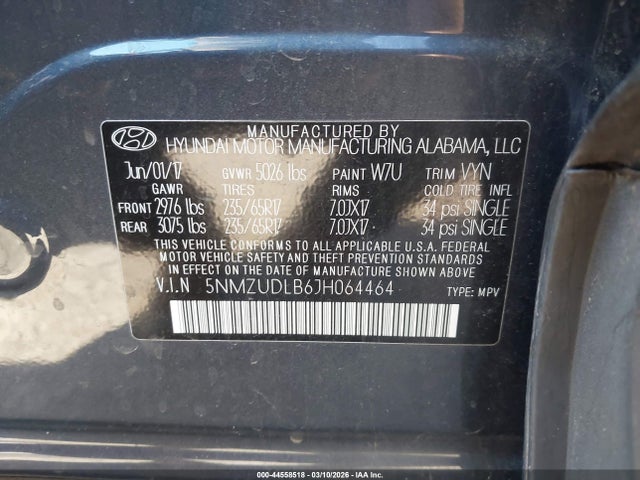 MANUFACTURED BY
HYUNDAI MOTOR MANUFACTURING ALABAMA, LLC
Jun/01/17 GVWR 5026 lbs PAINT W7U TRIM VYN
GAWR TIRES RIMS COLD TIRE INFL
FRONT 2976 lbs 235/65R17 7.0JX17 34 psi SINGLE
REAR 3075 lbs 235/65R17 7.0JX17 34 psi SINGLE
THIS VEHICLE CONFORMS TO ALL APPLICABLE U.S.A. FEDERAL
MOTOR VEHICLE SAFETY AND THEFT PREVENTION STANDARDS
IN EFFECT ON THE DATE OF MANUFACTURE SHOWN ABOVE.
V.I.N 5NMZUDLB6JH064464 TYPE: MPV
000-44558518 - 03/10/2026 - IAA Inc.